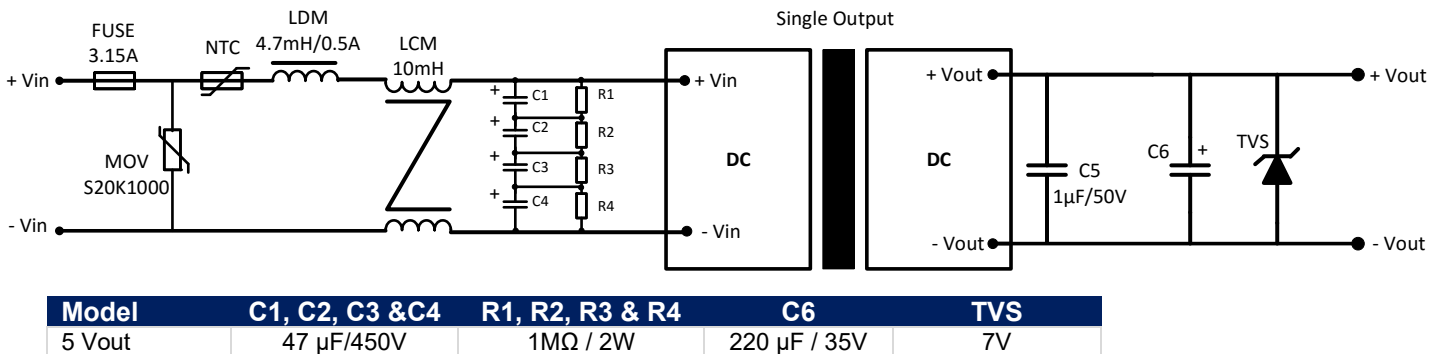 Single Output
FUSE
3.15A
NTC
LDM
4.7mH/0.5A
LCM
10mH
+ Vin
MOV
S20K1000
- Vin
+ C1
+ C2
+ C3
+ C4
R1
R2
R3
R4
+ Vin
DC
- Vin
+ Vout
DC
- Vout
C5
1µF/50V
C6 +
TVS
+ Vout
- Vout
Model C1, C2, C3 &C4 R1, R2, R3 & R4 C6 TVS
5 Vout 47 µF/450V 1MΩ / 2W 220 µF / 35V 7V